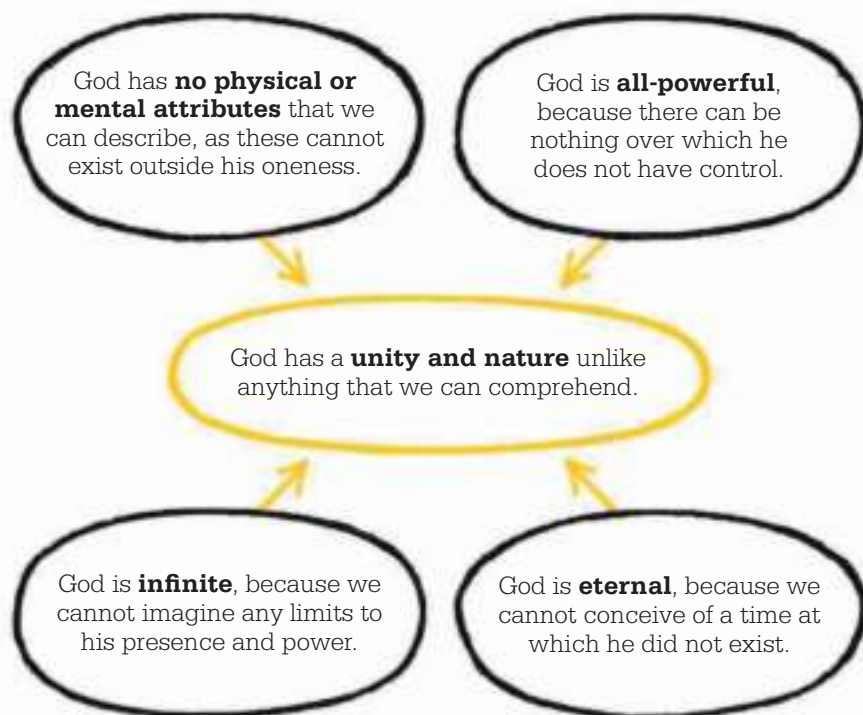 God has no physical or
mental attributes that we
can describe, as these cannot
exist outside his oneness.
God is all-powerful,
because there can be
nothing over which he
does not have control.
God has a unity and nature unlike
anything that we can comprehend.
God is infinite, because we
cannot imagine any limits to
his presence and power.
God is eternal, because we
cannot conceive of a time at
which he did not exist.